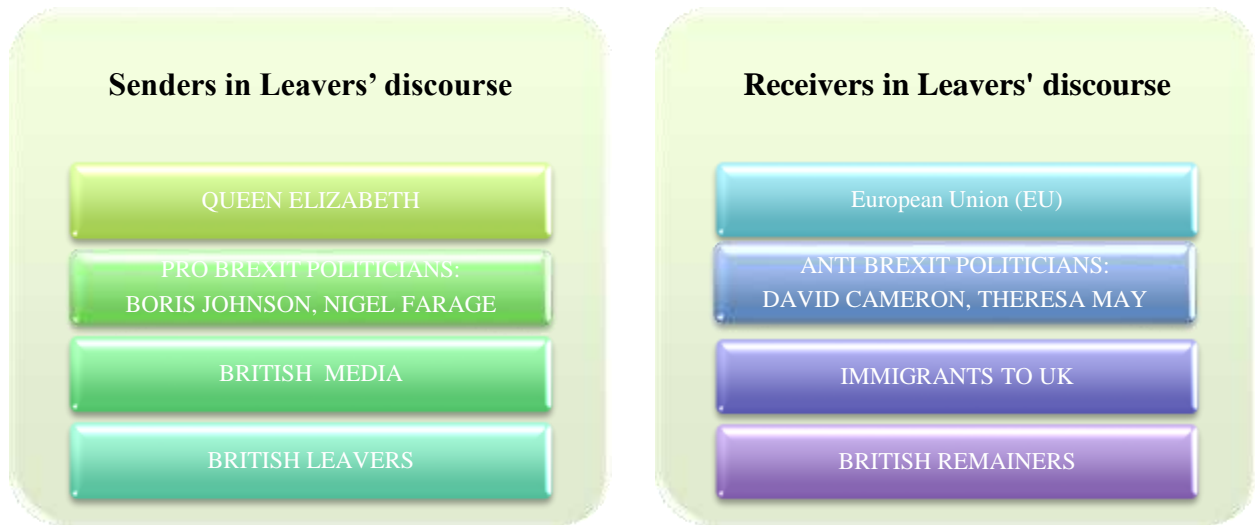 Senders in Leavers’ discourse
QUEEN ELIZABETH
PRO BREXIT POLITICIANS:
BORIS JOHNSON, NIGEL FARAGE
BRITISH MEDIA
BRITISH LEAVERS
Receivers in Leavers' discourse
European Union (EU)
ANTI BREXIT POLITICIANS:
DAVID CAMERON, THERESA MAY
IMMIGRANTS TO UK
BRITISH REMAINERS